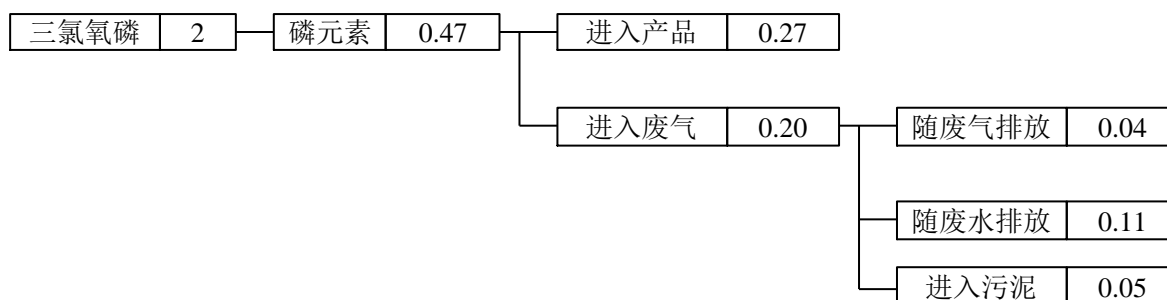 三氯氧磷 2 磷元素 0.47 进入产品 0.27
进入废气 0.20 随废气排放 0.04
随废水排放 0.11
进入污泥 0.05